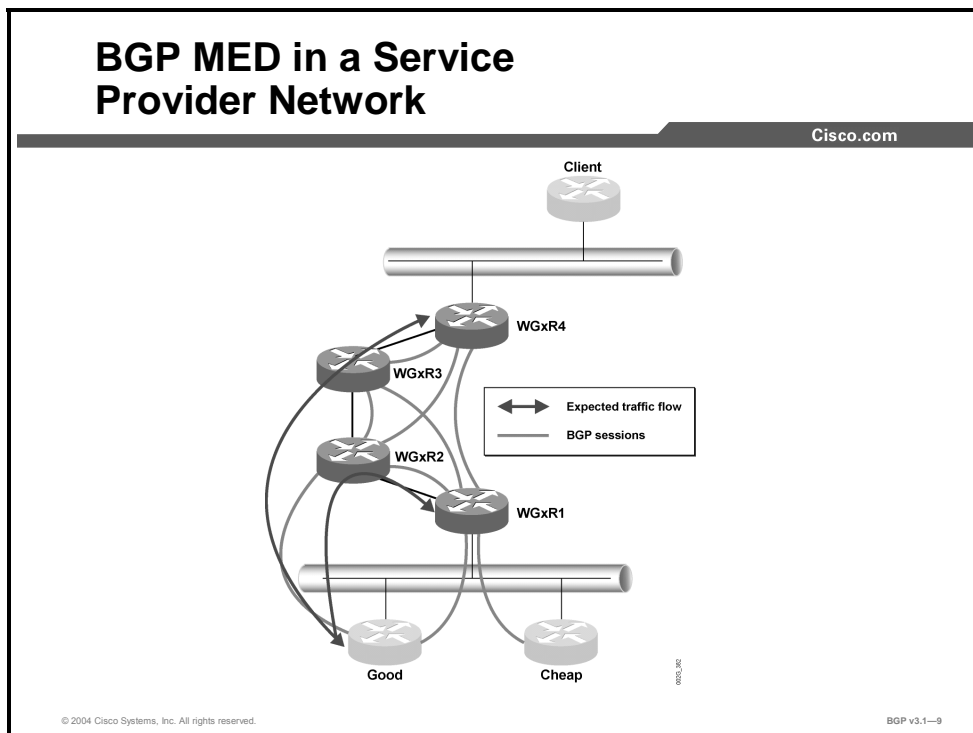 BGP MED in a Service
Provider Network
Cisco.com
Client
WGxR4
WGxR3
Expected traffic flow
BGP sessions
WGxR2
WGxR1
Good
Cheap
002G_362
© 2004 Cisco Systems, Inc. All rights reserved.
BGP v3.1—9